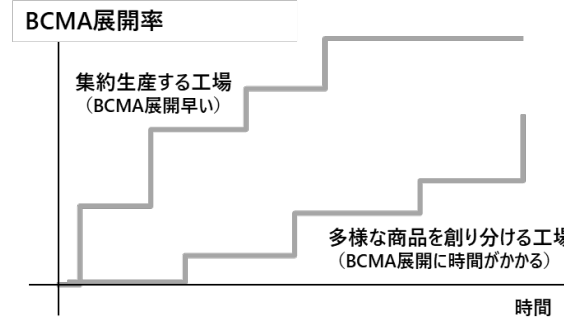 BCMA展開率
集約生産する工場
（BCMA展開早い）
多様な商品を創り分ける工場
（BCMA展開に時間がかかる）
時間